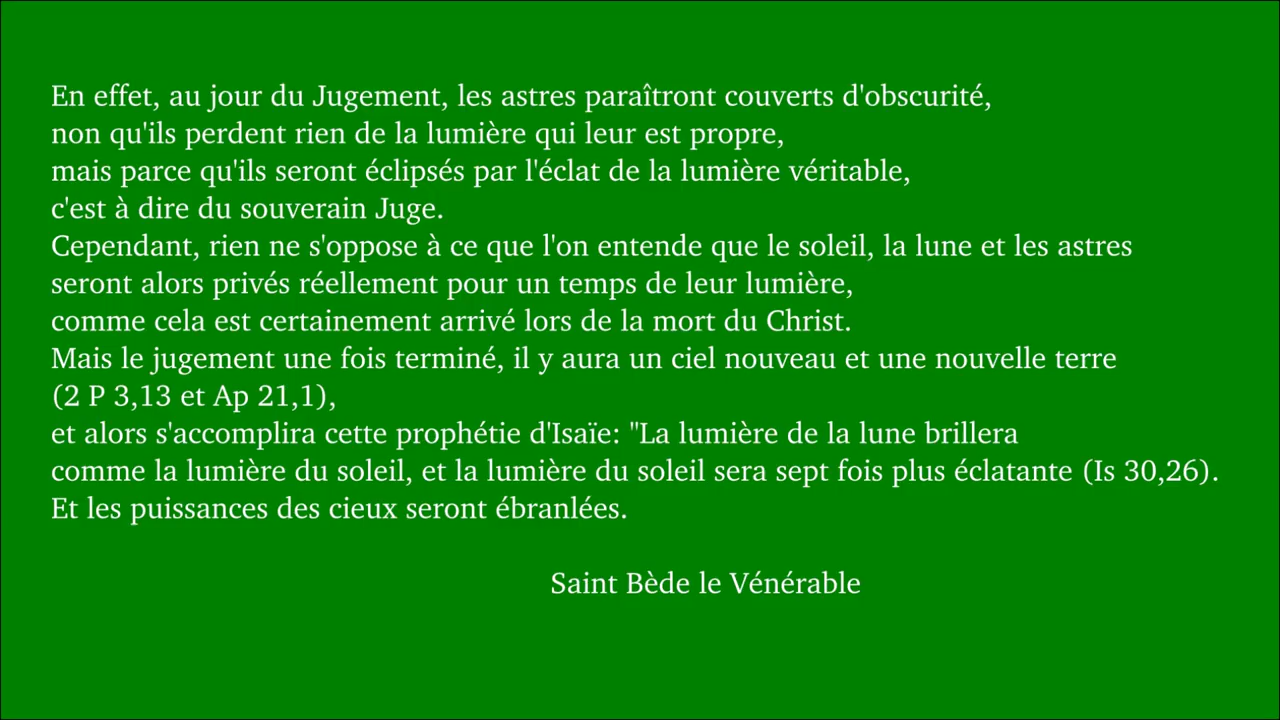 En effet, au jour du Jugement, les astres paraîtront couverts d'obscurité,
non qu'ils perdent rien de la lumière qui leur est propre,
mais parce qu'ils seront éclipsés par l'éclat de la lumière véritable,
c'est à dire du souverain Juge.
Cependant, rien ne s'oppose à ce que l'on entende que le soleil, la lune et les astres
seront alors privés réellement pour un temps de leur lumière,
comme cela est certainement arrivé lors de la mort du Christ.
Mais le jugement une fois terminé, il y aura un ciel nouveau et une nouvelle terre
(2 P 3,13 et Ap 21,1),
et alors s'accomplira cette prophétie d'Isaïe: "La lumière de la lune brillera
comme la lumière du soleil, et la lumière du soleil sera sept fois plus éclatante (Is 30,26).
Et les puissances des cieux seront ébranlées.
Saint Bède le Vénérable